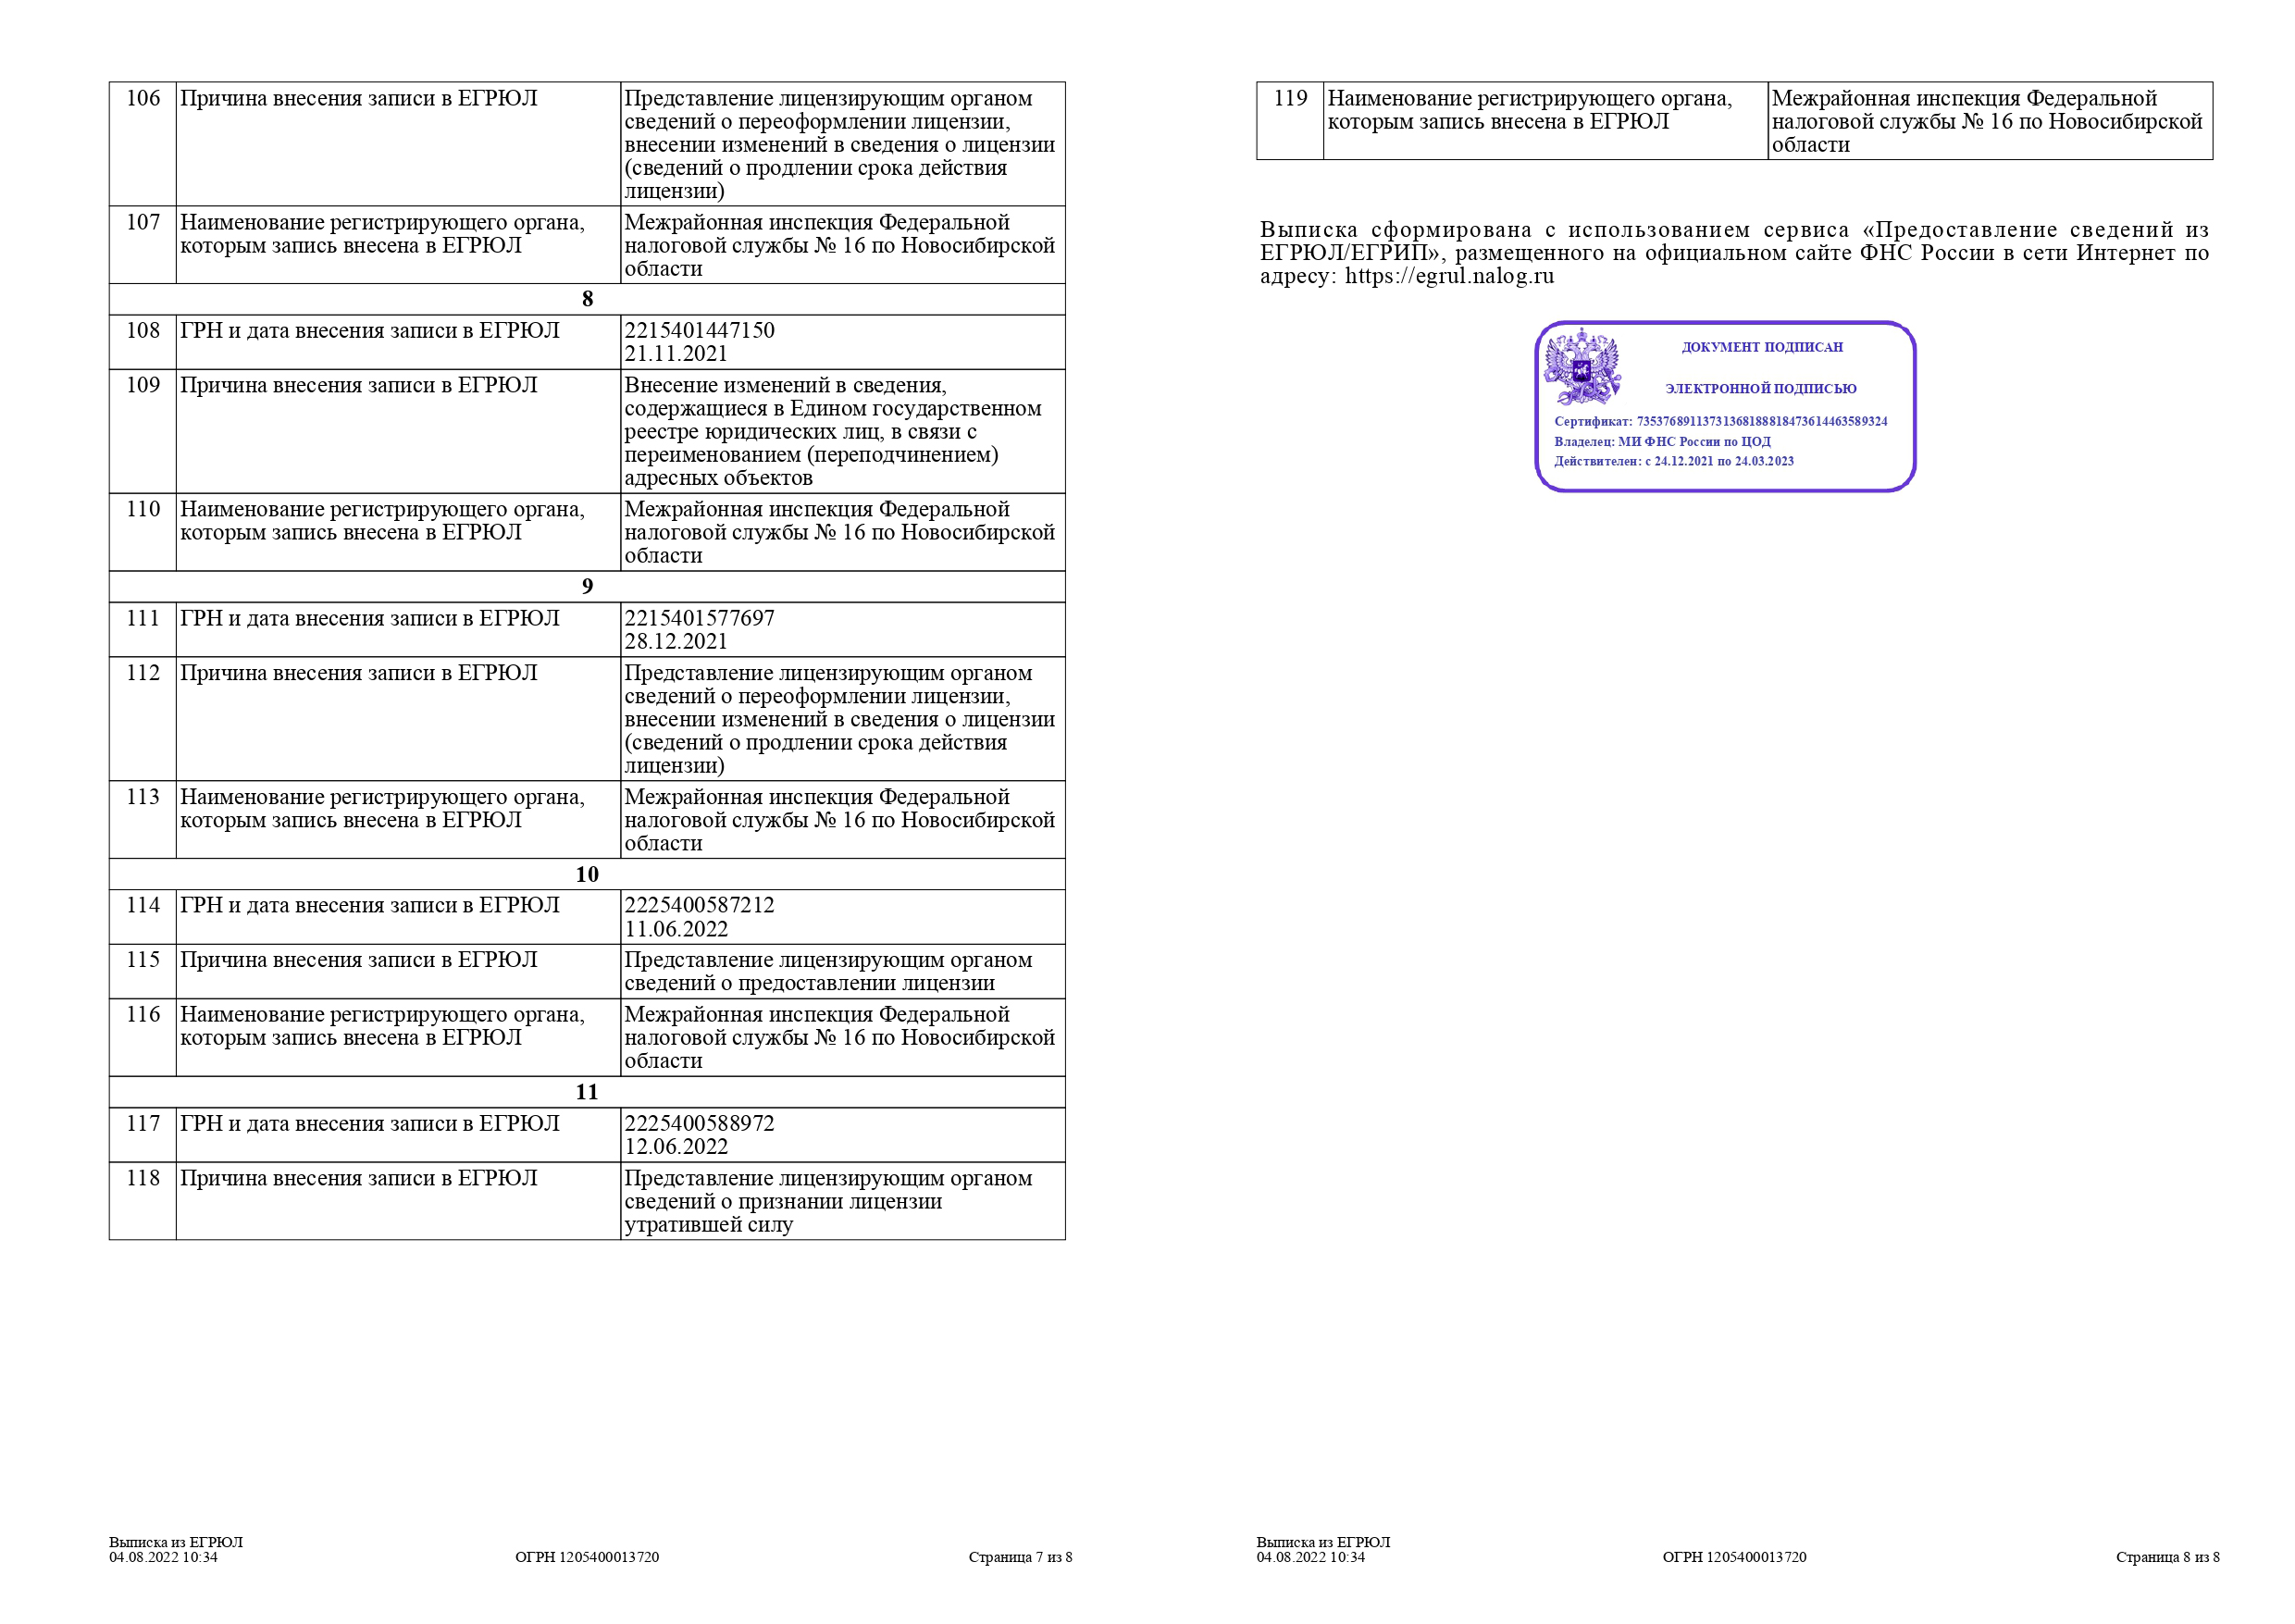 106 Причина внесения записи в ЕГРЮЛ Представление лицензирующим органом
сведений о переоформлении лицензии,
внесении изменений в сведения о лицензии
(сведений о продлении срока действия
лицензии)
107 Наименование регистрирующего органа, Межрайонная инспекция Федеральной
которым запись внесена в ЕГРЮЛ налоговой службы № 16 по Новосибирской
области
8
108 ГРН и дата внесения записи в ЕГРЮЛ 2215401447150
21.11.2021
109 Причина внесения записи в ЕГРЮЛ Внесение изменений в сведения,
содержащиеся в Едином государственном
реестре юридических лиц, в связи с
переименованием (переподчинением)
адресных объектов
110 Наименование регистрирующего органа, Межрайонная инспекция Федеральной
которым запись внесена в ЕГРЮЛ налоговой службы № 16 по Новосибирской
области
9
111 ГРН и дата внесения записи в ЕГРЮЛ 2215401577697
28.12.2021
112 Причина внесения записи в ЕГРЮЛ Представление лицензирующим органом
сведений о переоформлении лицензии,
внесении изменений в сведения о лицензии
(сведений о продлении срока действия
лицензии)
113 Наименование регистрирующего органа, Межрайонная инспекция Федеральной
которым запись внесена в ЕГРЮЛ налоговой службы № 16 по Новосибирской
области
10
114 ГРН и дата внесения записи в ЕГРЮЛ 2225400587212
11.06.2022
115 Причина внесения записи в ЕГРЮЛ Представление лицензирующим органом
сведений о предоставлении лицензии
116 Наименование регистрирующего органа, Межрайонная инспекция Федеральной
которым запись внесена в ЕГРЮЛ налоговой службы № 16 по Новосибирской
области
11
117 ГРН и дата внесения записи в ЕГРЮЛ 2225400588972
12.06.2022
118 Причина внесения записи в ЕГРЮЛ Представление лицензирующим органом
сведений о признании лицензии
утратившей силу
Выписка из ЕГРЮЛ
04.08.2022 10:34 ОГРН 1205400013720 Страница 7 из 8
119 Наименование регистрирующего органа, Межрайонная инспекция Федеральной
которым запись внесена в ЕГРЮЛ налоговой службы № 16 по Новосибирской
области
Выписка сформирована с использованием сервиса «Предоставление сведений из
ЕГРЮЛ/ЕГРИП», размещенного на официальном сайте ФНС России в сети Интернет по
адресу: https://egrul.nalog.ru
ДОКУМЕНТ ПОДПИСАН
ЭЛЕКТРОННОЙ ПОДПИСЬЮ
Сертификат: 73537689113731368188818473614463589324
Владелец: МИ ФНС России по ЦОД
Действителен: с 24.12.2021 по 24.03.2023
Выписка из ЕГРЮЛ
04.08.2022 10:34 ОГРН 1205400013720 Страница 8 из 8